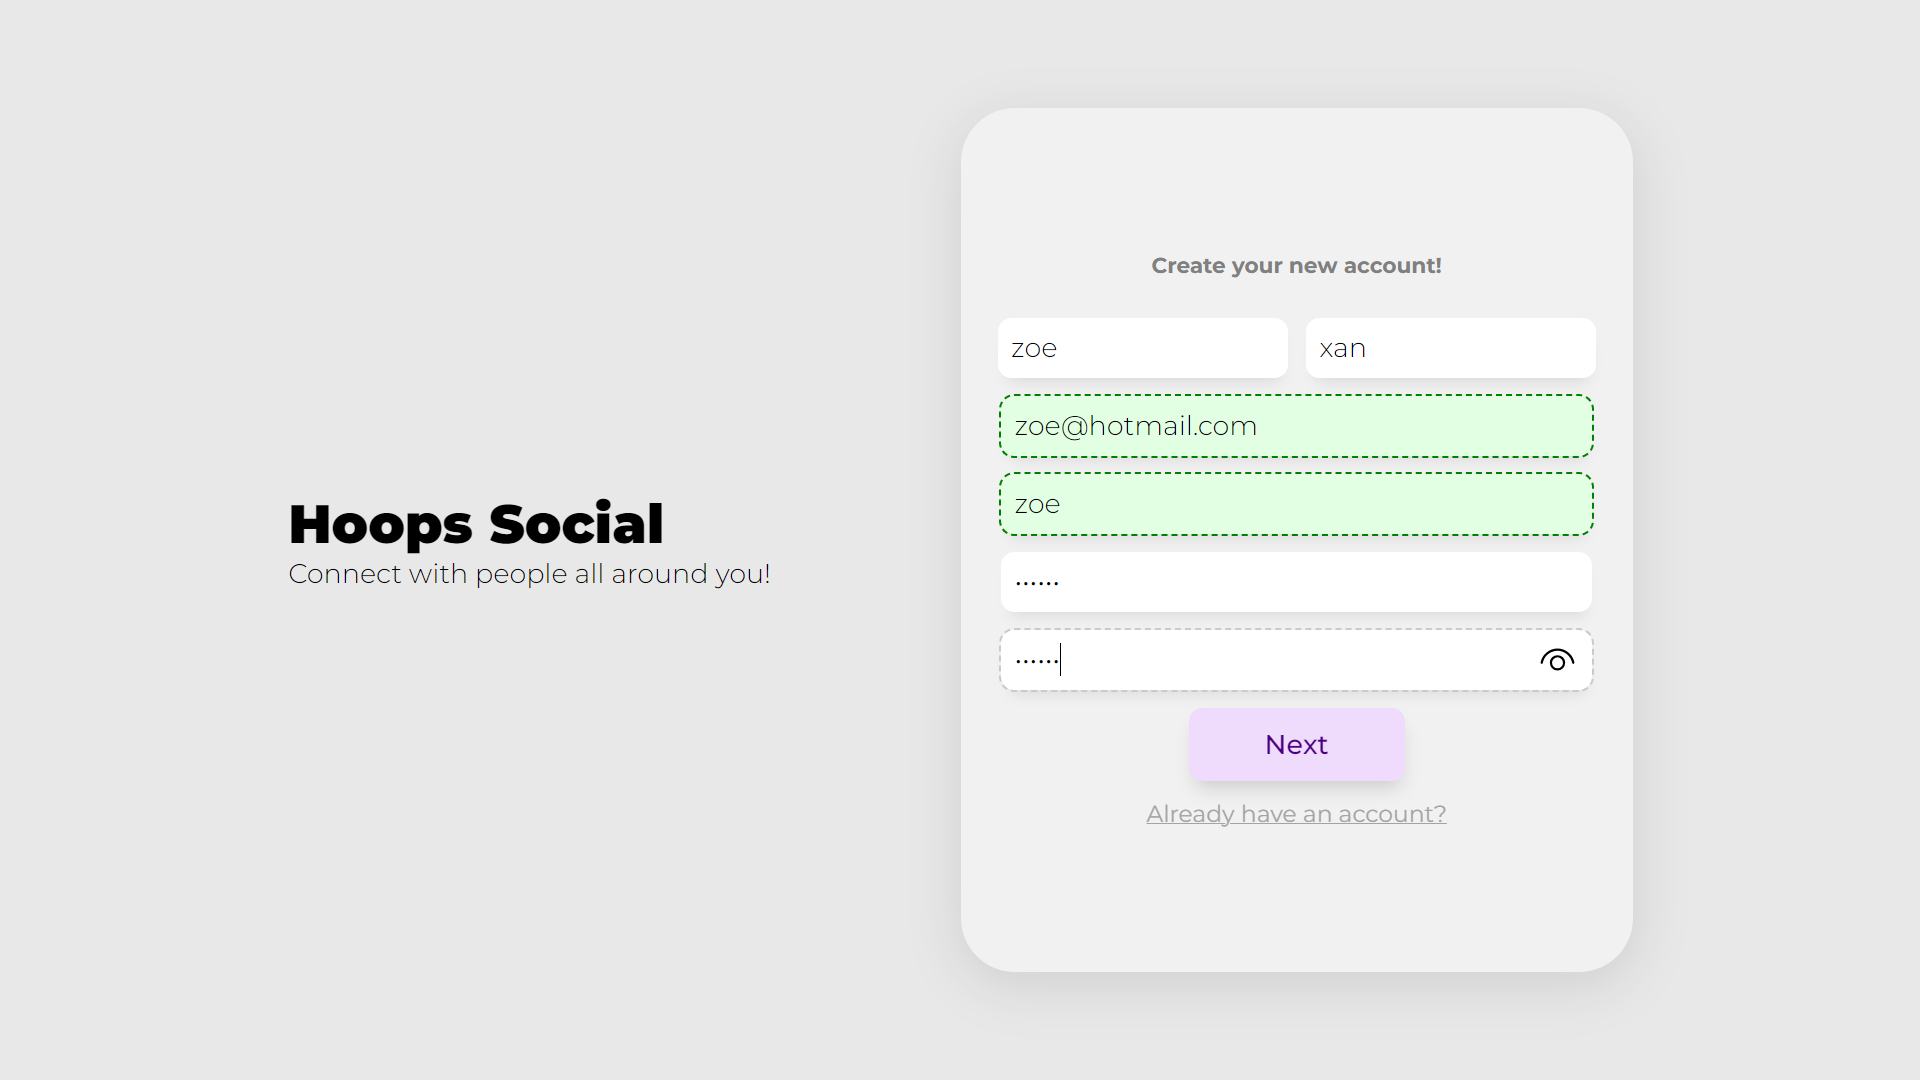 Hoops Social
Connect with people all around you!
Create your new account!
zoe
xan
zoe@hotmail.com
zoe
••••••
••••••
Next
Already have an account?